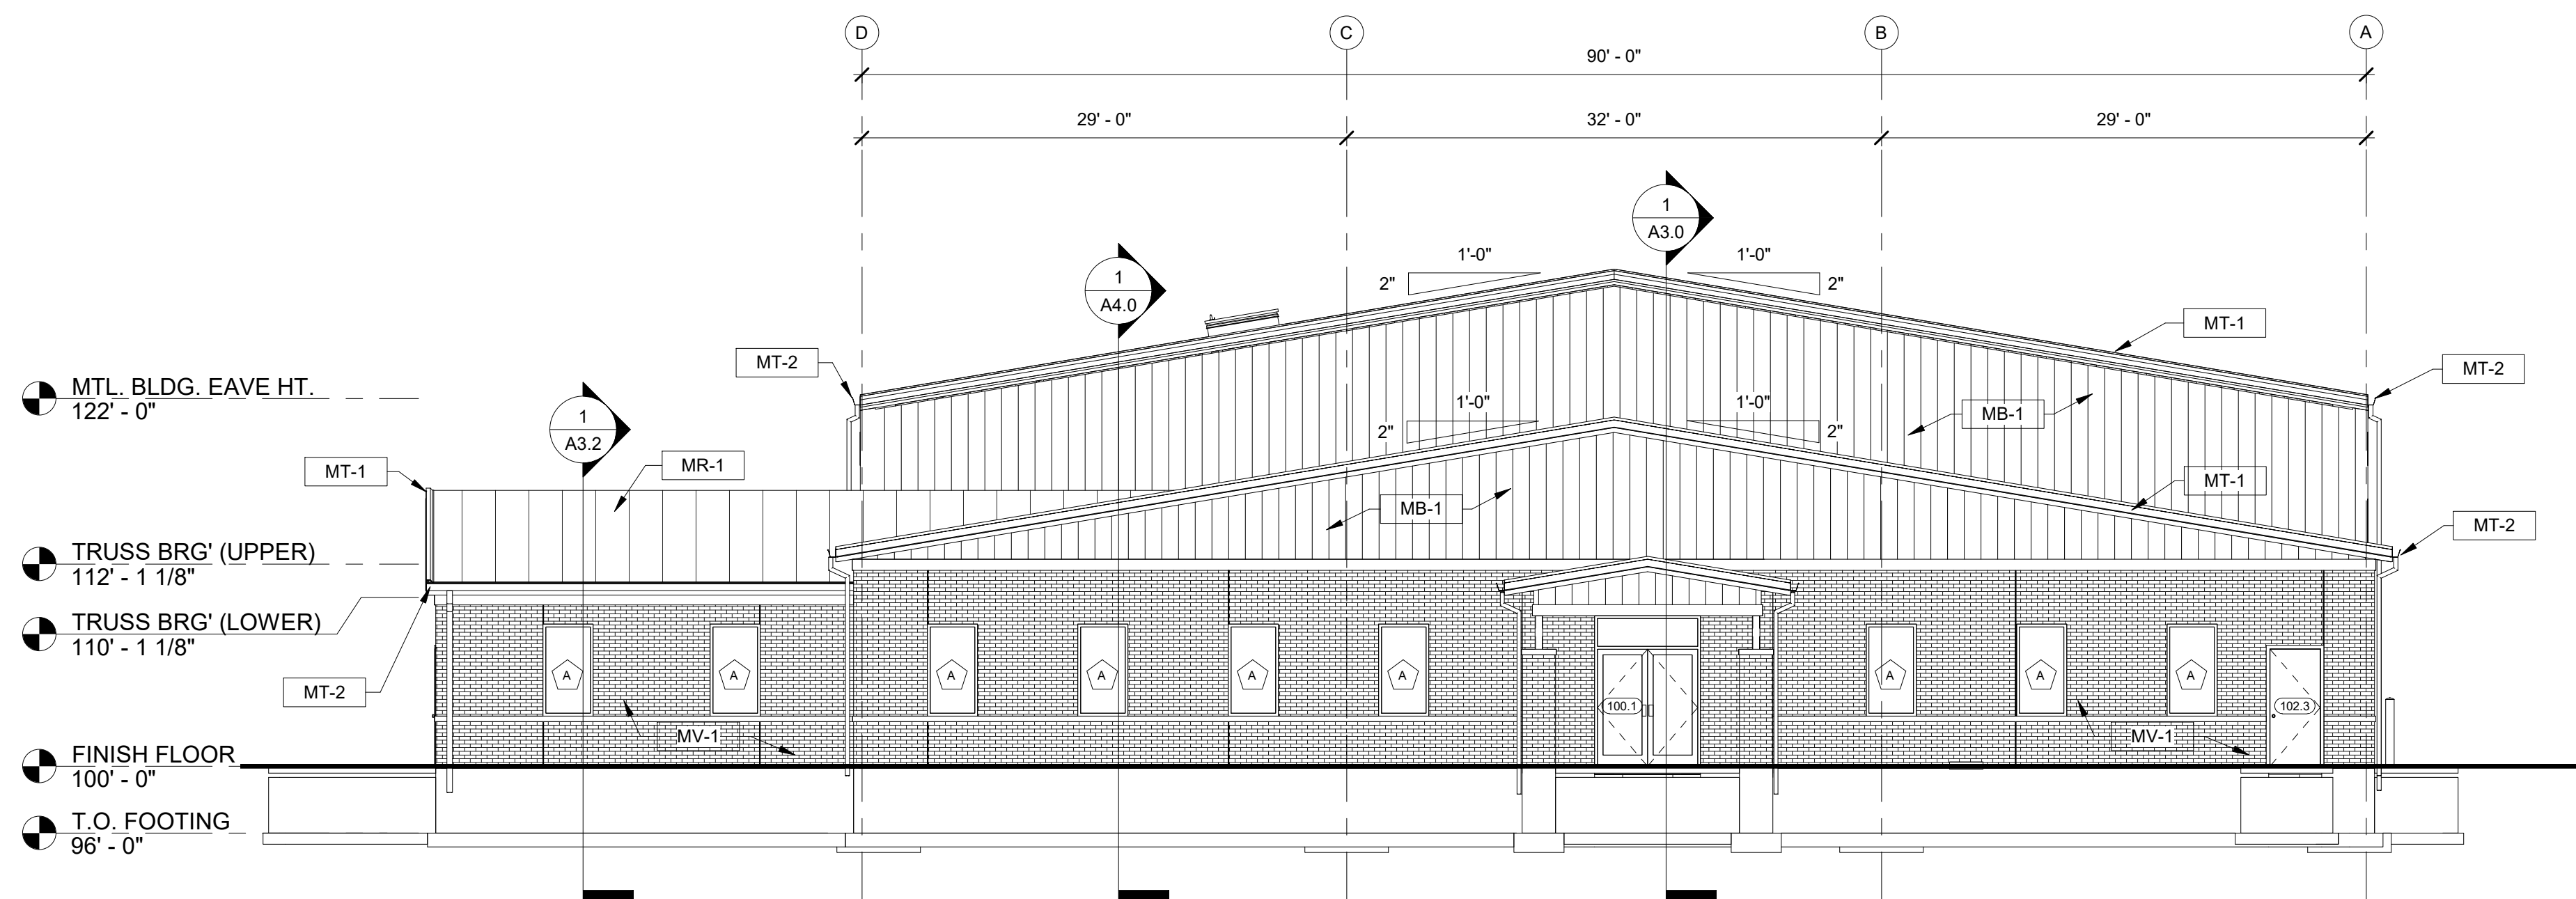 D
C
B
A
90' - 0"
29' - 0"
32' - 0"
29' - 0"
1
A3.0
1'-0"
2"
1'-0"
2"
1
A4.0
MT-1
MT-2
MT-2
MTL. BLDG. EAVE HT.
122' - 0"
1
A3.2
1'-0"
2"
1'-0"
2"
MB-1
MT-1
MR-1
MT-1
MB-1
MT-2
TRUSS BRG' (UPPER)
112' - 1 1/8"
TRUSS BRG' (LOWER)
110' - 1 1/8"
MT-2
A
A
A
A
A
A
A
A
A
100.1
102.3
MV-1
MV-1
FINISH FLOOR
100' - 0"
T.O. FOOTING
96' - 0"